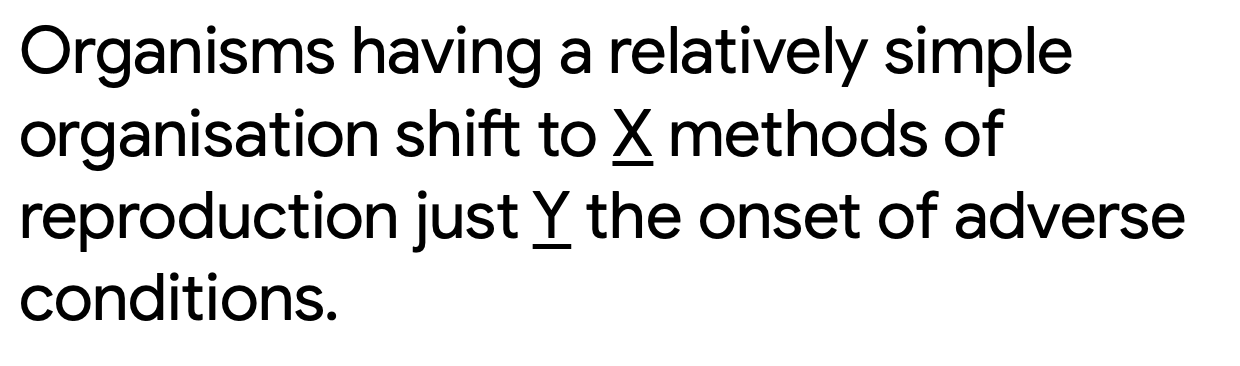 Organisms having a relatively simple
organisation shift to X methods of
reproduction just Y the onset of adverse
conditions.